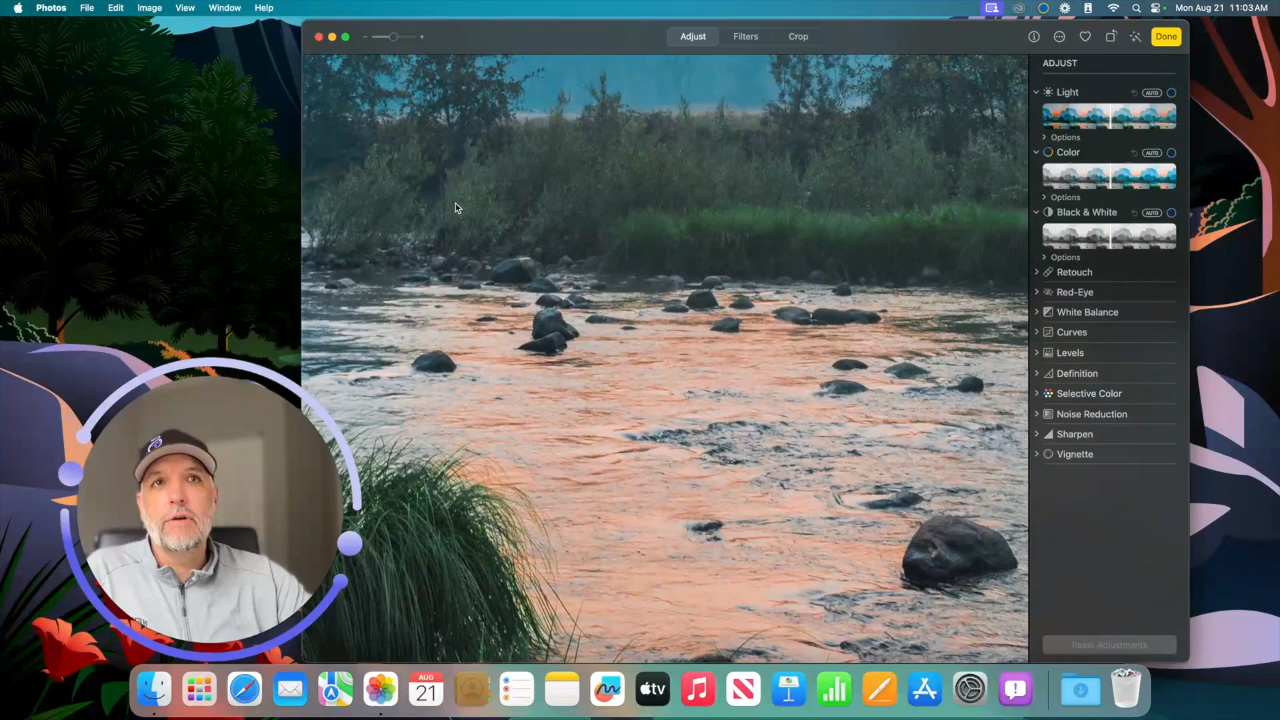 Photos File Edit Image View Window Help
Mon Aug 21 11:03 AM
Adjust Filters Crop
Done
ADJUST
Light AUTO
Options
Color AUTO
Options
Black & White AUTO
Options
Retouch
Red-Eye
White Balance
Curves
Levels
Definition
Selective Color
Noise Reduction
Sharpen
Vignette
Reset Adjustments
AUG
21
tv